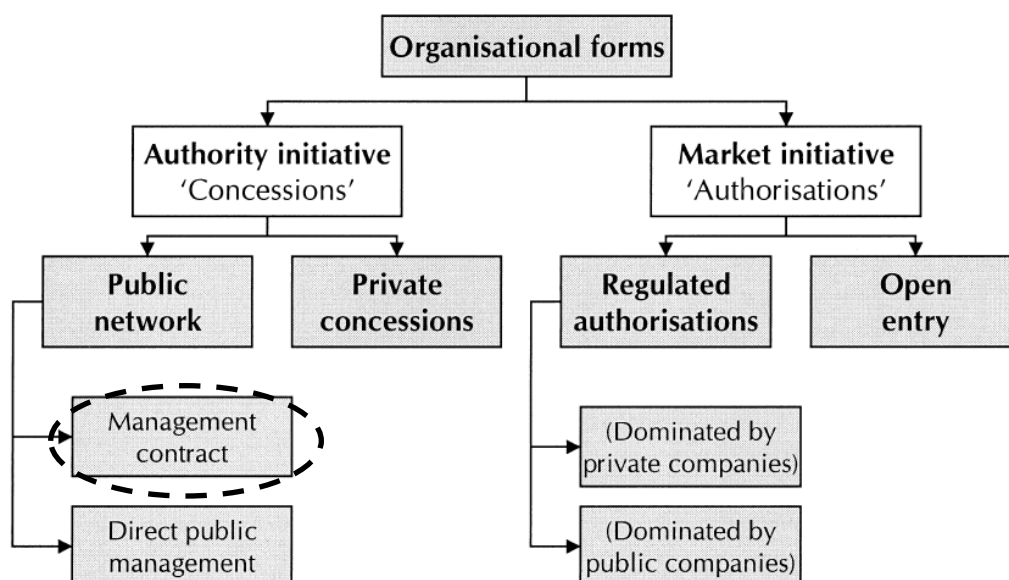 Organisational forms
Authority initiative
‘Concessions’
Market initiative
‘Authorisations’
Public
network
Private
concessions
Regulated
authorisations
Open
entry
Management
contract
(Dominated by
private companies)
Direct public
management
(Dominated by
public companies)